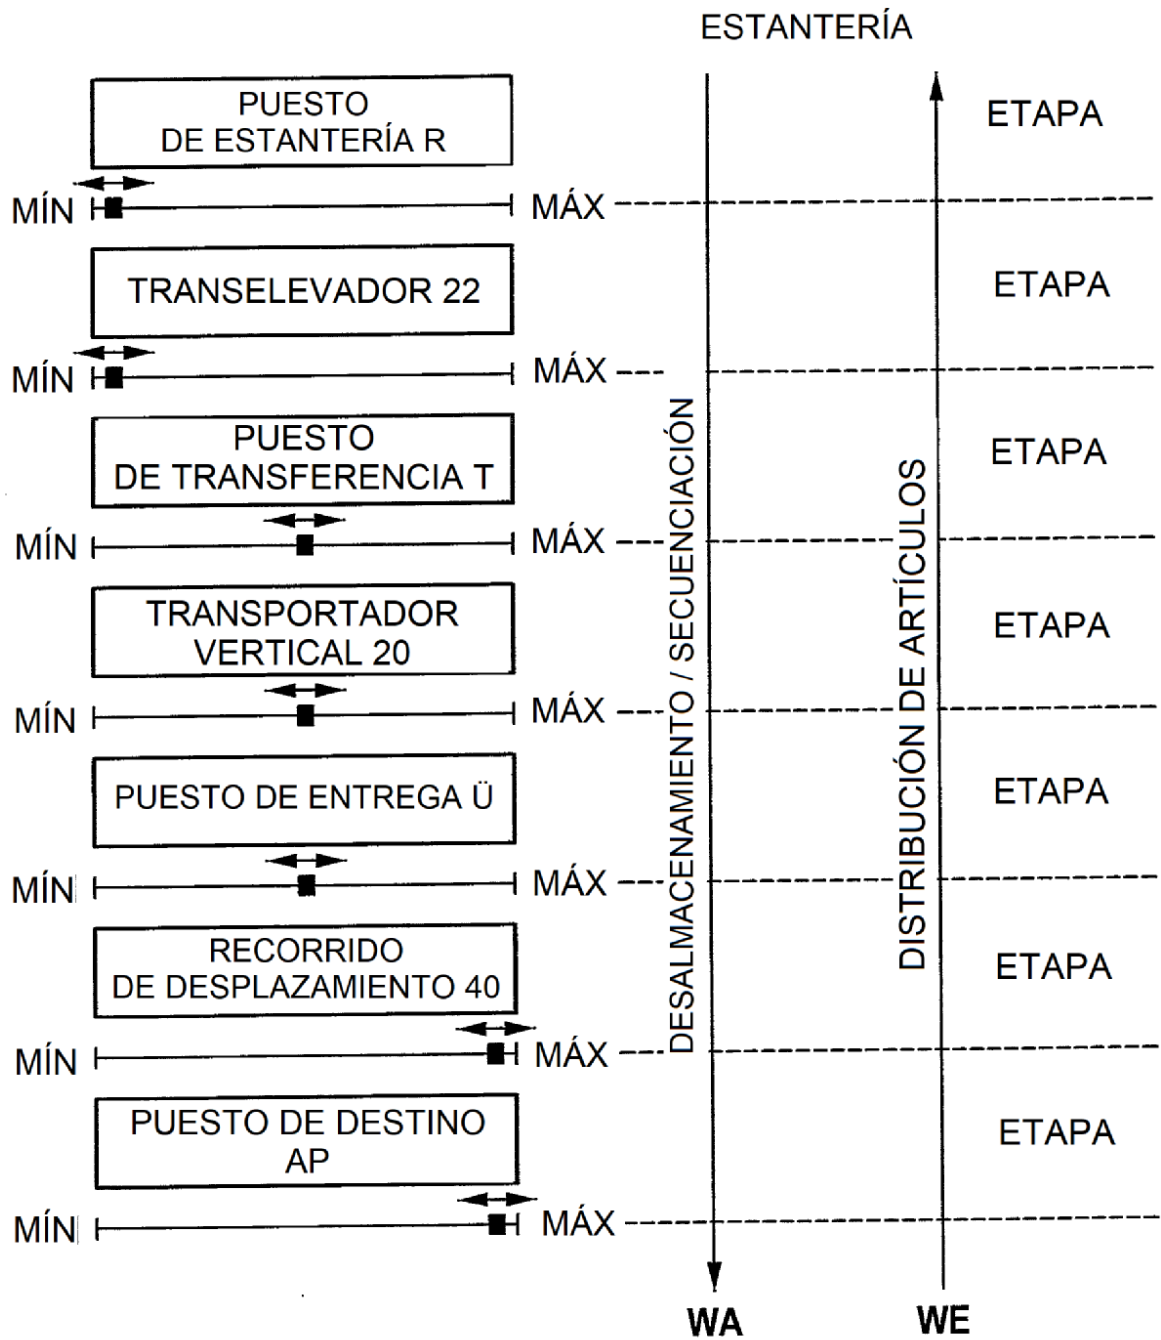 ESTANTERÍA
PUESTO
DE ESTANTERÍA R
ETAPA
MÍN
MÁX
TRANSELEVADOR 22
ETAPA
MÍN
MÁX
PUESTO
DE TRANSFERENCIA T
ETAPA
MÍN
MÁX
TRANSPORTADOR
VERTICAL 20
ETAPA
MÍN
MÁX
PUESTO DE ENTREGA Ü
ETAPA
MÍN
MÁX
RECORRIDO
DE DESPLAZAMIENTO 40
ETAPA
MÍN
MÁX
PUESTO DE DESTINO
AP
ETAPA
MÍN
MÁX
DESALMACENAMIENTO / SECUENCIACIÓN
DISTRIBUCIÓN DE ARTÍCULOS
WA
WE